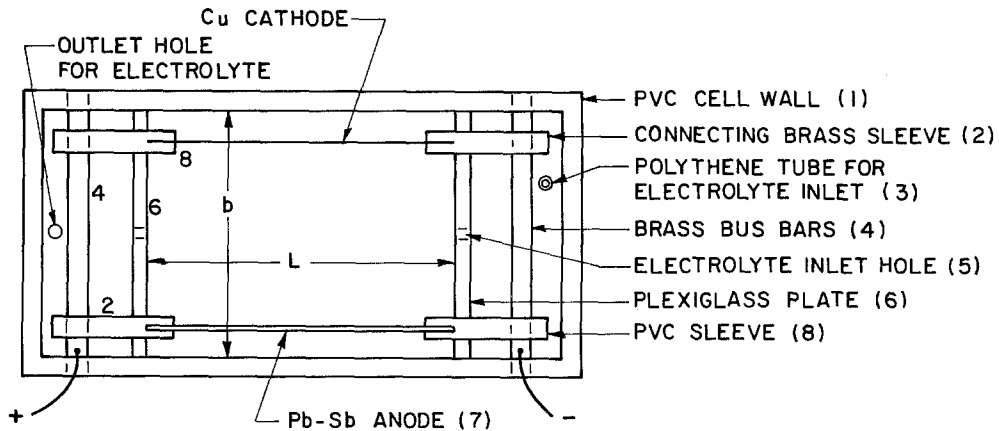 Cu CATHODE
OUTLET HOLE
FOR ELECTROLYTE
PVC CELL WALL (1)
CONNECTING BRASS SLEEVE (2)
8
POLYTHENE TUBE FOR
ELECTROLYTE INLET (3)
4
6
b
BRASS BUS BARS (4)
L
ELECTROLYTE INLET HOLE (5)
2
PLEXIGLASS PLATE (6)
PVC SLEEVE (8)
+
-
Pb-Sb ANODE (7)